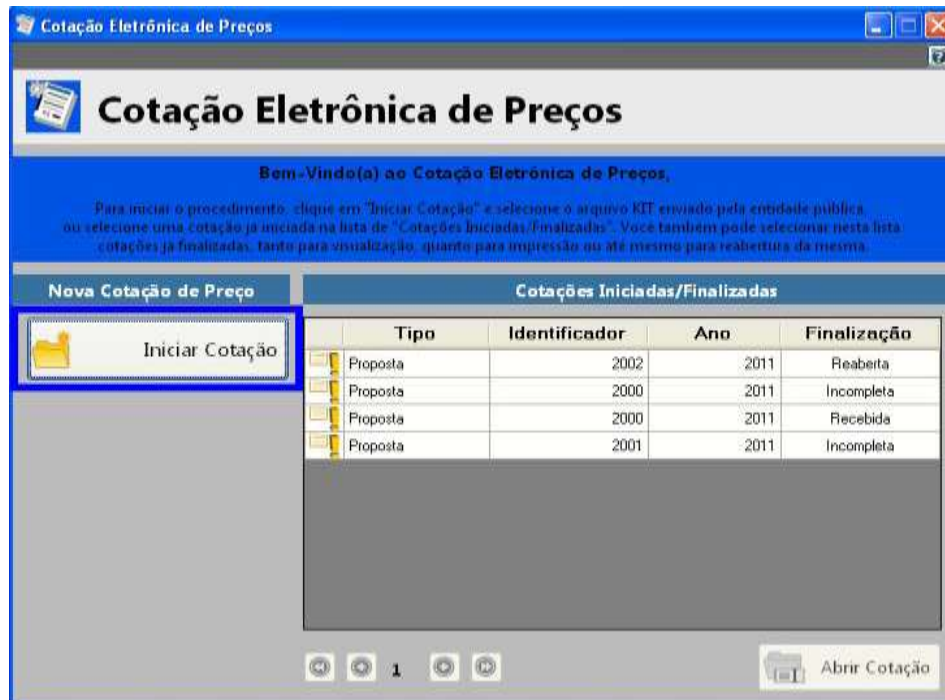 Cotação Eletrônica de Preços
Cotação Eletrônica de Preços
Bem-Vindo(a) ao Cotação Eletrônica de Preços,
Para iniciar o procedimento, clique em "Iniciar Cotação" e selecione o arquivo KIT enviado pela entidade pública,
ou selecione uma cotação já iniciada na lista de "Cotações Iniciadas/Finalizadas". Você também pode selecionar nesta lista
cotações já finalizadas, tanto para visualização, quanto para impressão ou até mesmo para reabertura da mesma.
Nova Cotação de Preço
Cotações Iniciadas/Finalizadas
Iniciar Cotação
Tipo Identificador Ano Finalização
Proposta 2002 2011 Reaberta
Proposta 2000 2011 Incompleta
Proposta 2000 2011 Recebida
Proposta 2001 2011 Incompleta
1
Abrir Cotação